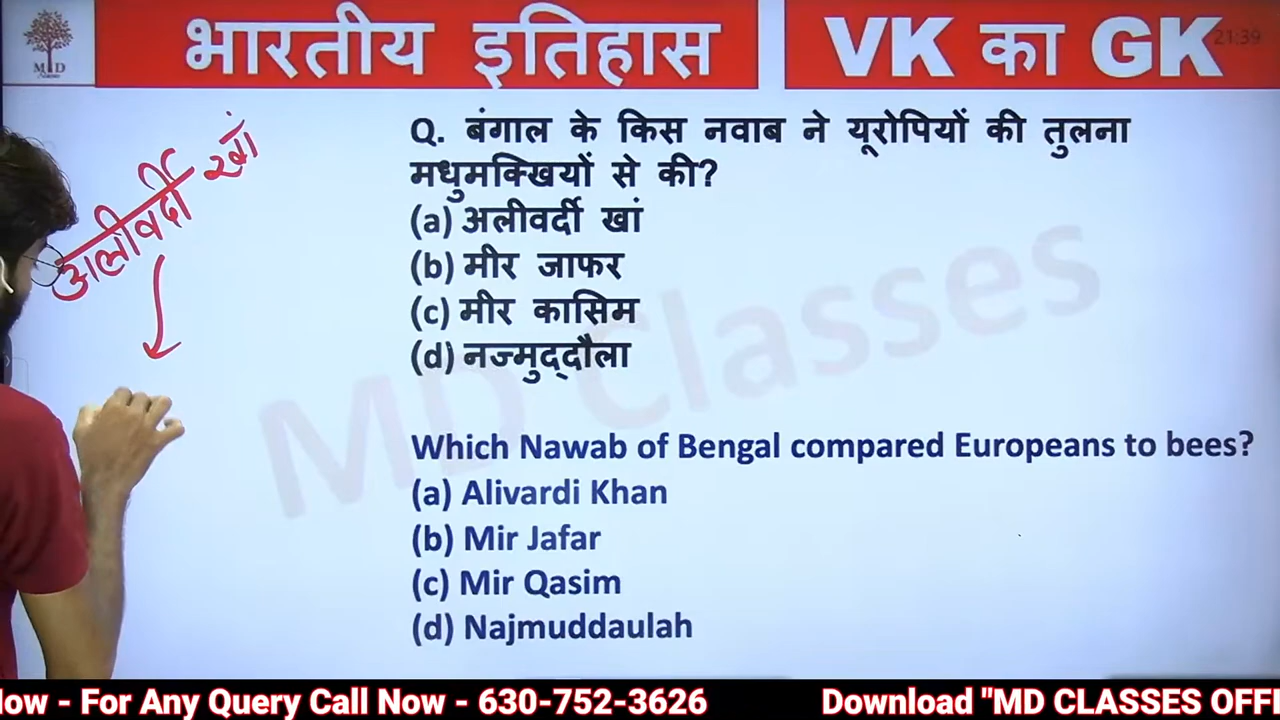 भारतीय इतिहास
VK का GK
21:39
MD
Q. बंगाल के किस नवाब ने यूरोपियों की तुलना
मधुमक्खियों से की?
(a) अलीवर्दी खां
(b) मीर जाफर
(c) मीर कासिम
(d) नज्मुद्दौला
अलीवर्दी खां
MD Classes
Which Nawab of Bengal compared Europeans to bees?
(a) Alivardi Khan
(b) Mir Jafar
(c) Mir Qasim
(d) Najmuddaulah
Now - For Any Query Call Now - 630-752-3626
Download "MD CLASSES OFFI